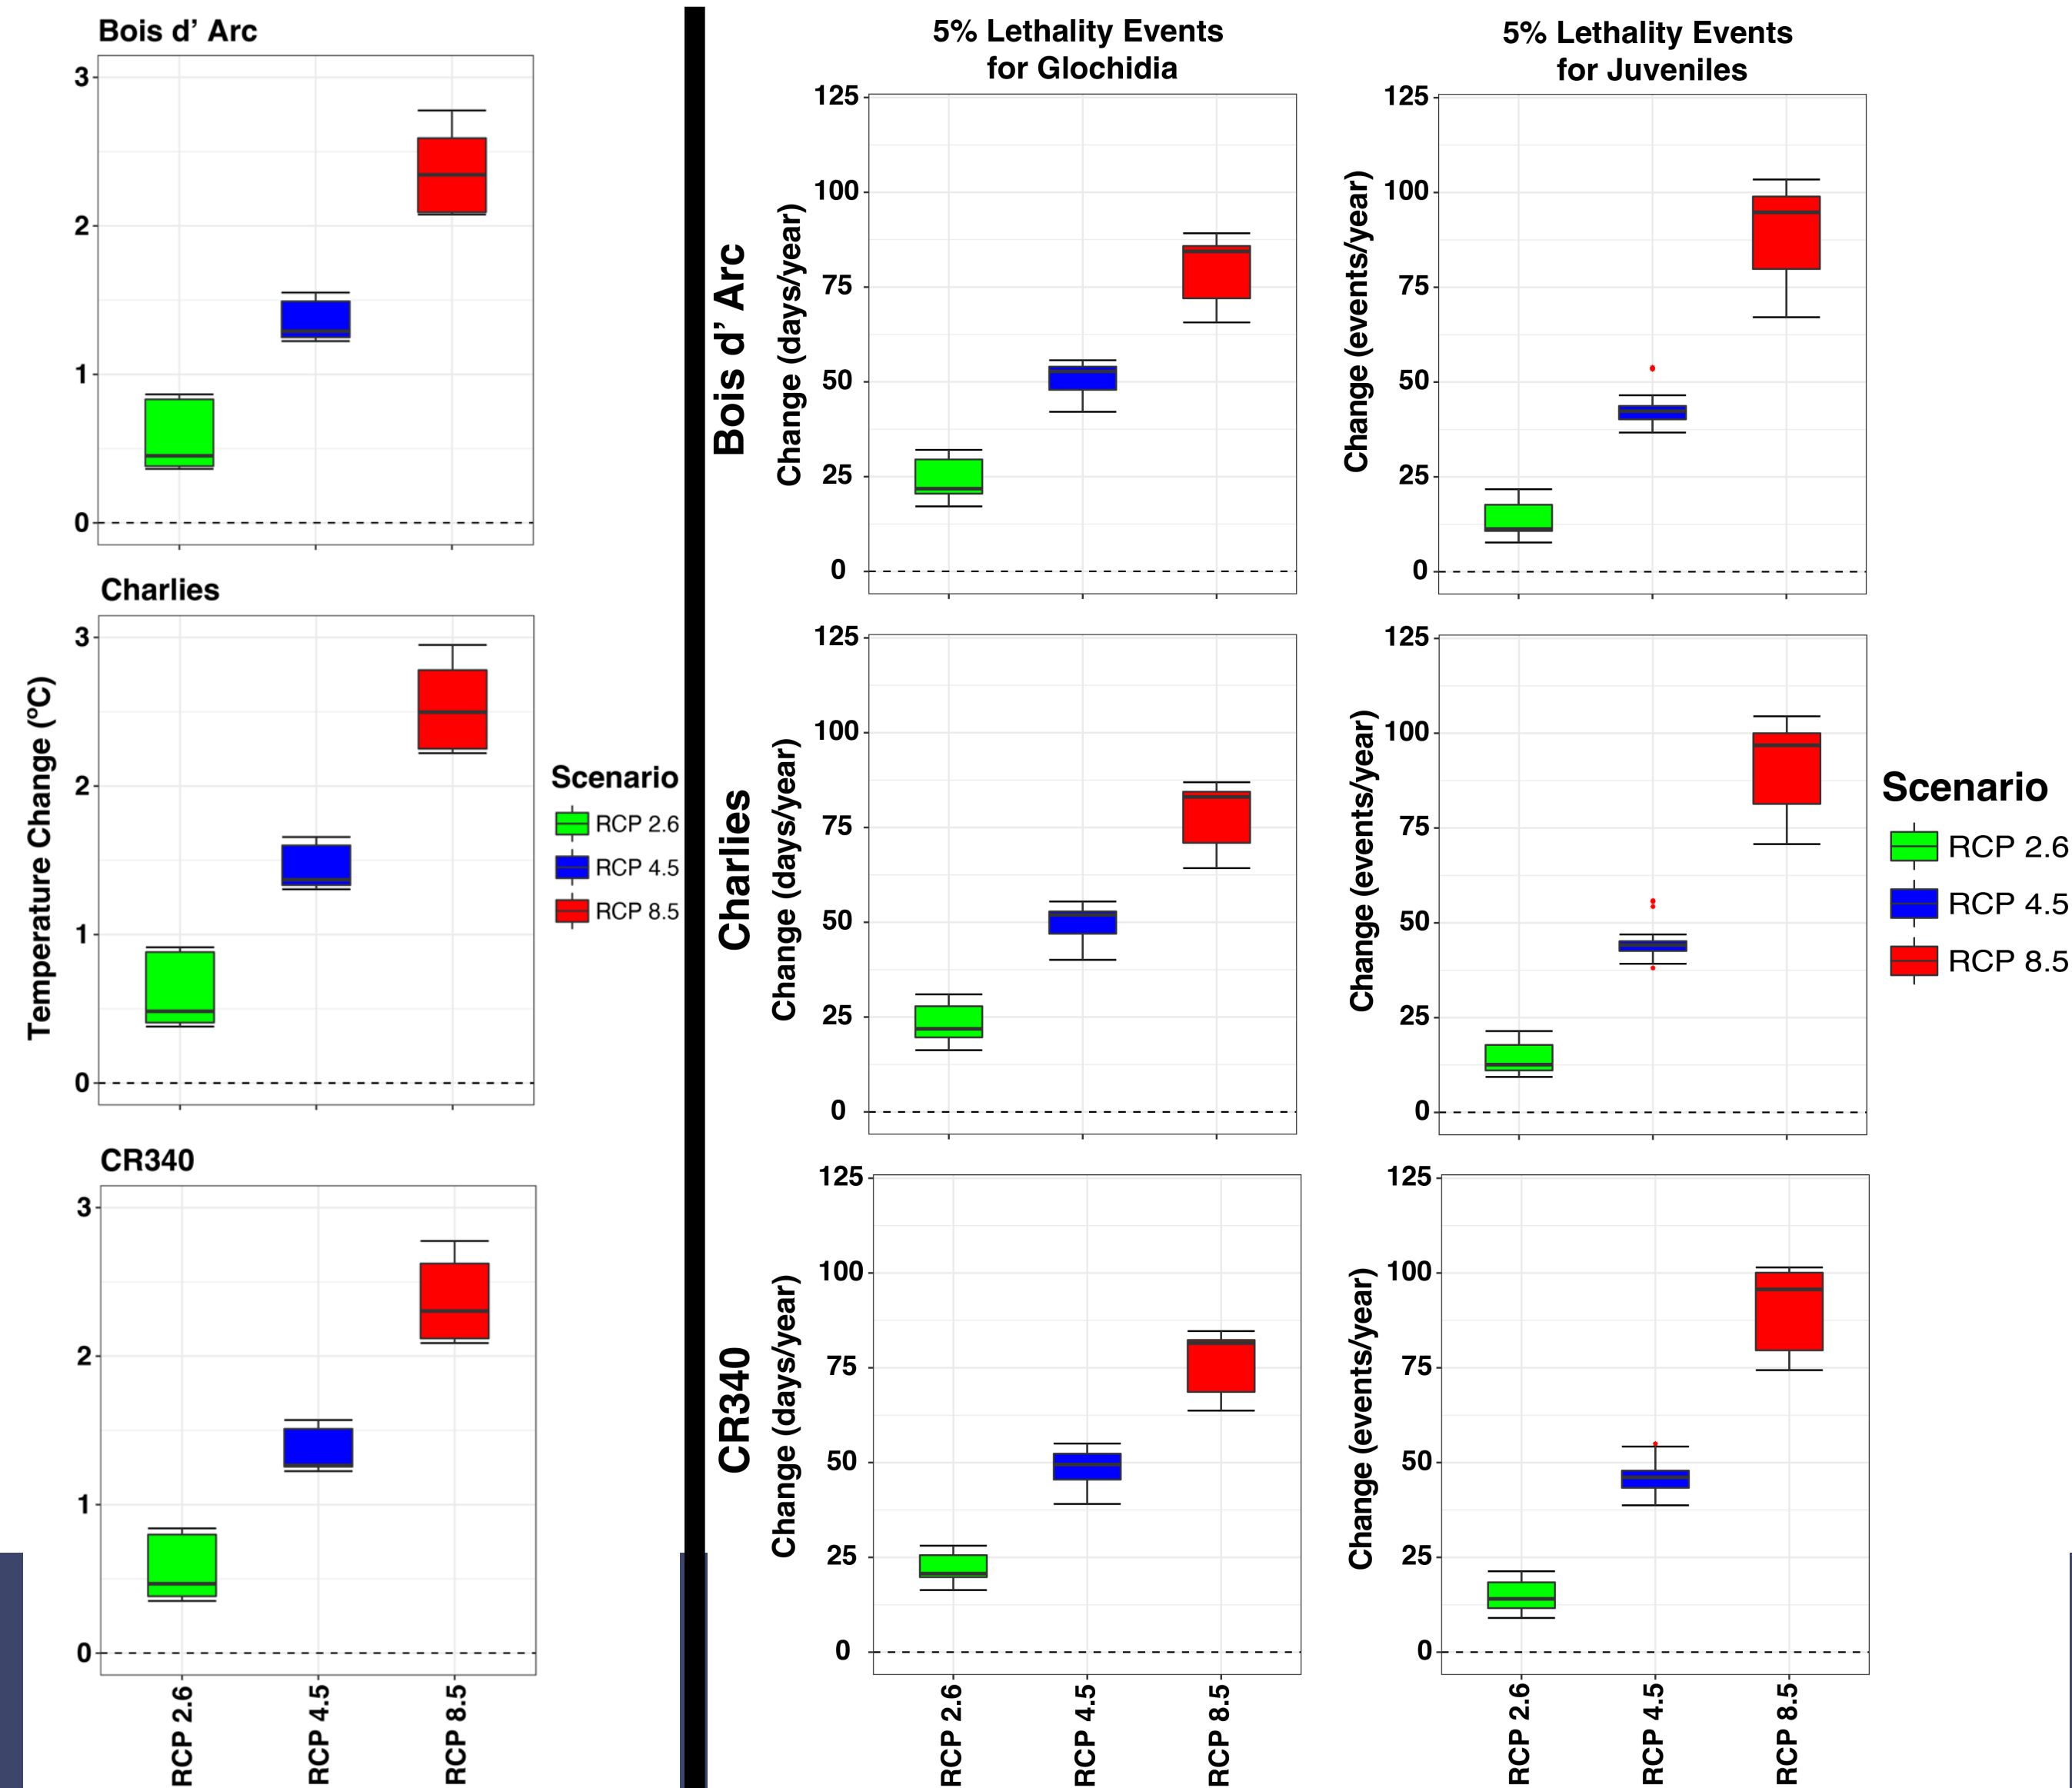 Bois d' Arc
3
2
1
0
Charlies
3
2
1
0
Temperature Change (ºC)
Scenario
RCP 2.6
RCP 4.5
RCP 8.5
CR340
3
2
1
0
RCP 2.6
RCP 4.5
RCP 8.5
5% Lethality Events
for Glochidia
5% Lethality Events
for Juveniles
Bois d' Arc
Change (days/year)
125
100
75
50
25
0
Change (events/year)
125
100
75
50
25
0
Charlies
Change (days/year)
125
100
75
50
25
0
Change (events/year)
125
100
75
50
25
0
Scenario
RCP 2.6
RCP 4.5
RCP 8.5
CR340
Change (days/year)
125
100
75
50
25
0
RCP 2.6
RCP 4.5
RCP 8.5
Change (events/year)
125
100
75
50
25
0
RCP 2.6
RCP 4.5
RCP 8.5